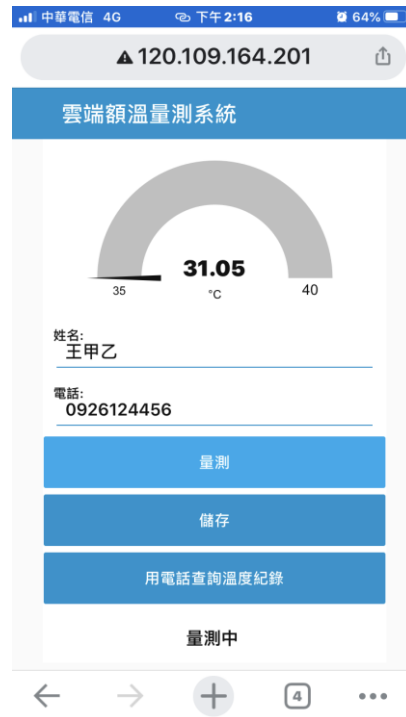 中華電信 4G 下午2:16 64%
120.109.164.201
雲端額溫量測系統
31.05
35 °C 40
姓名:
王甲乙
電話:
0926124456
量測
儲存
用電話查詢溫度紀錄
量測中
4